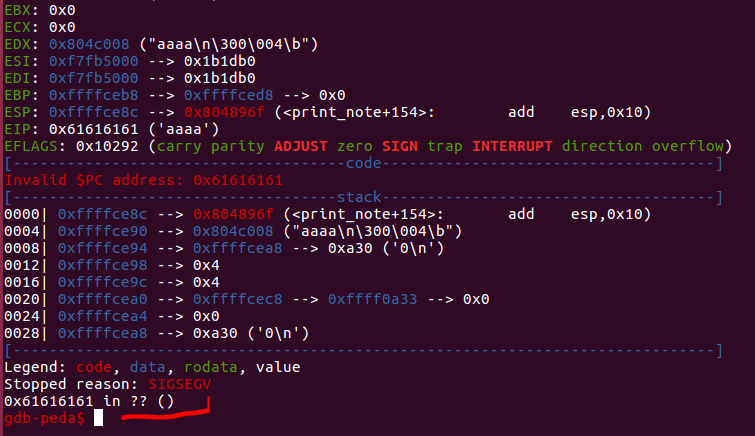 EBX: 0x0
ECX: 0x0
EDX: 0x804c008 ("aaaa\n\300\004\b")
ESI: 0xf7fb5000 --> 0x1b1db0
EDI: 0xf7fb5000 --> 0x1b1db0
EBP: 0xffffceb8 --> 0xffffced8 --> 0x0
ESP: 0xffffce8c --> 0x804896f (<print_note+154>:        add    esp,0x10)
EIP: 0x61616161 ('aaaa')
EFLAGS: 0x10292 (carry parity ADJUST zero SIGN trap INTERRUPT direction overflow)
[-------------------------------------code-------------------------------------]
Invalid $PC address: 0x61616161
[------------------------------------stack-------------------------------------]
0000| 0xffffce8c --> 0x804896f (<print_note+154>:        add    esp,0x10)
0004| 0xffffce90 --> 0x804c008 ("aaaa\n\300\004\b")
0008| 0xffffce94 --> 0xffffcea8 --> 0xa30 ('0\n')
0012| 0xffffce98 --> 0x4
0016| 0xffffce9c --> 0x4
0020| 0xffffcea0 --> 0xffffcec8 --> 0xffff0a33 --> 0x0
0024| 0xffffcea4 --> 0x0
0028| 0xffffcea8 --> 0xa30 ('0\n')
[------------------------------------------------------------------------------]
Legend: code, data, rodata, value
Stopped reason: SIGSEGV
0x61616161 in ?? ()
gdb-peda$